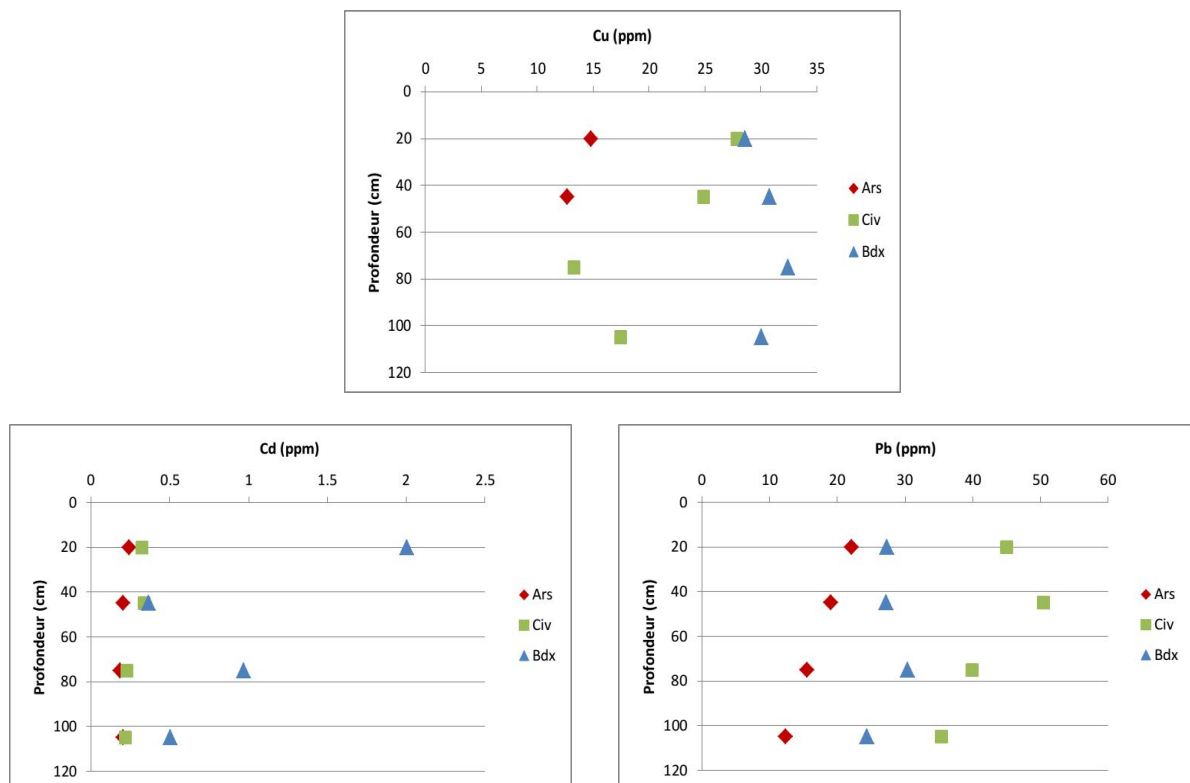 Cu (ppm)
0 5 10 15 20 25 30 35
0
20
40
60
80
100
120
Profondeur (cm)
Ars
Civ
Bdx
Cd (ppm)
0 0.5 1 1.5 2 2.5
0
20
40
60
80
100
120
Profondeur (cm)
Ars
Civ
Bdx
Pb (ppm)
0 10 20 30 40 50 60
0
20
40
60
80
100
120
Profondeur (cm)
Ars
Civ
Bdx